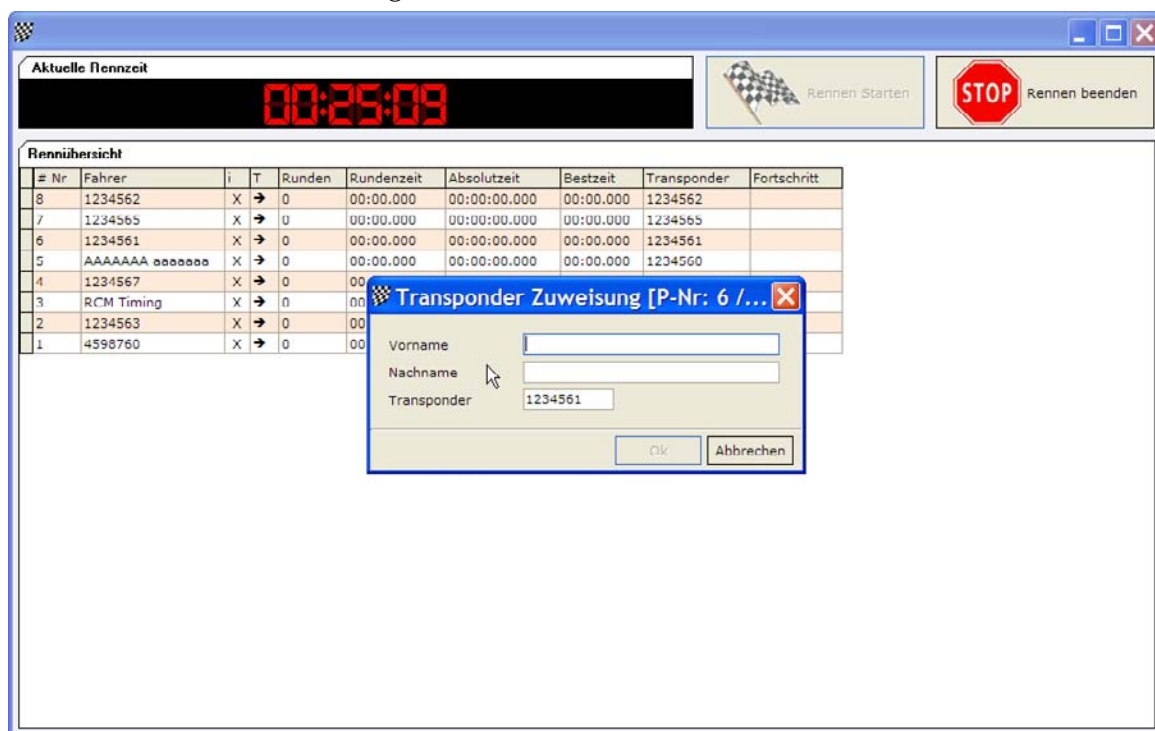 Aktuelle Rennzeit
00:25:09
Rennen Starten
STOP Rennen beenden
Rennübersicht
# Nr Fahrer i T Runden Rundenzeit Absolutzeit Bestzeit Transponder Fortschritt
8 1234562 X → 0 00:00.000 00:00:00.000 00:00.000 1234562
7 1234565 X → 0 00:00.000 00:00:00.000 00:00.000 1234565
6 1234561 X → 0 00:00.000 00:00:00.000 00:00.000 1234561
5 AAAAAAA aaaaaaa X → 0 00:00.000 00:00:00.000 00:00.000 1234560
4 1234567 X → 0 00
3 RCM Timing X → 0 00
2 1234563 X → 0 00
1 4598760 X → 0 00
Transponder Zuweisung [P-Nr: 6 /...
Vorname
Nachname
Transponder 1234561
Ok Abbrechen